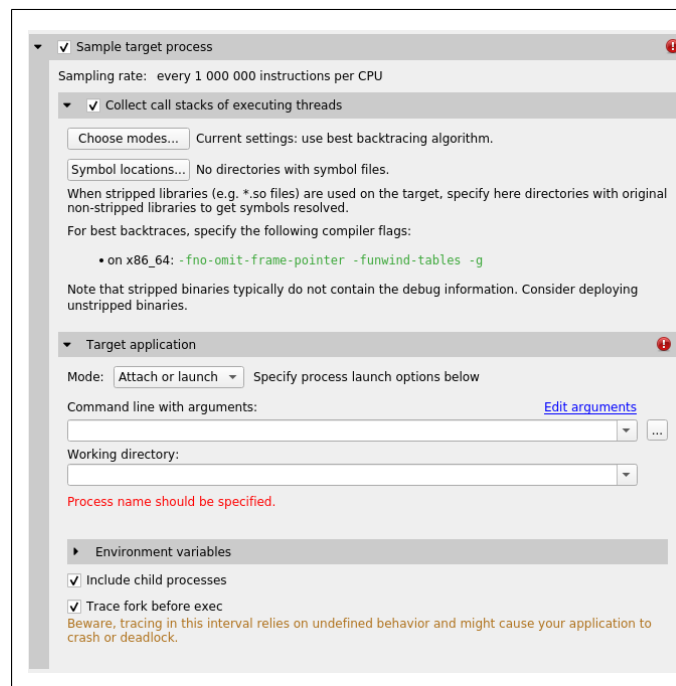 Sample target process
Sampling rate: every 1 000 000 instructions per CPU
Collect call stacks of executing threads
Choose modes... Current settings: use best backtracing algorithm.
Symbol locations... No directories with symbol files.
When stripped libraries (e.g. *.so files) are used on the target, specify here directories with original
non-stripped libraries to get symbols resolved.
For best backtraces, specify the following compiler flags:
• on x86_64: -fno-omit-frame-pointer -funwind-tables -g
Note that stripped binaries typically do not contain the debug information. Consider deploying
unstripped binaries.
Target application
Mode: Attach or launch Specify process launch options below
Command line with arguments: Edit arguments
...
Working directory:
Process name should be specified.
Environment variables
Include child processes
Trace fork before exec
Beware, tracing in this interval relies on undefined behavior and might cause your application to
crash or deadlock.